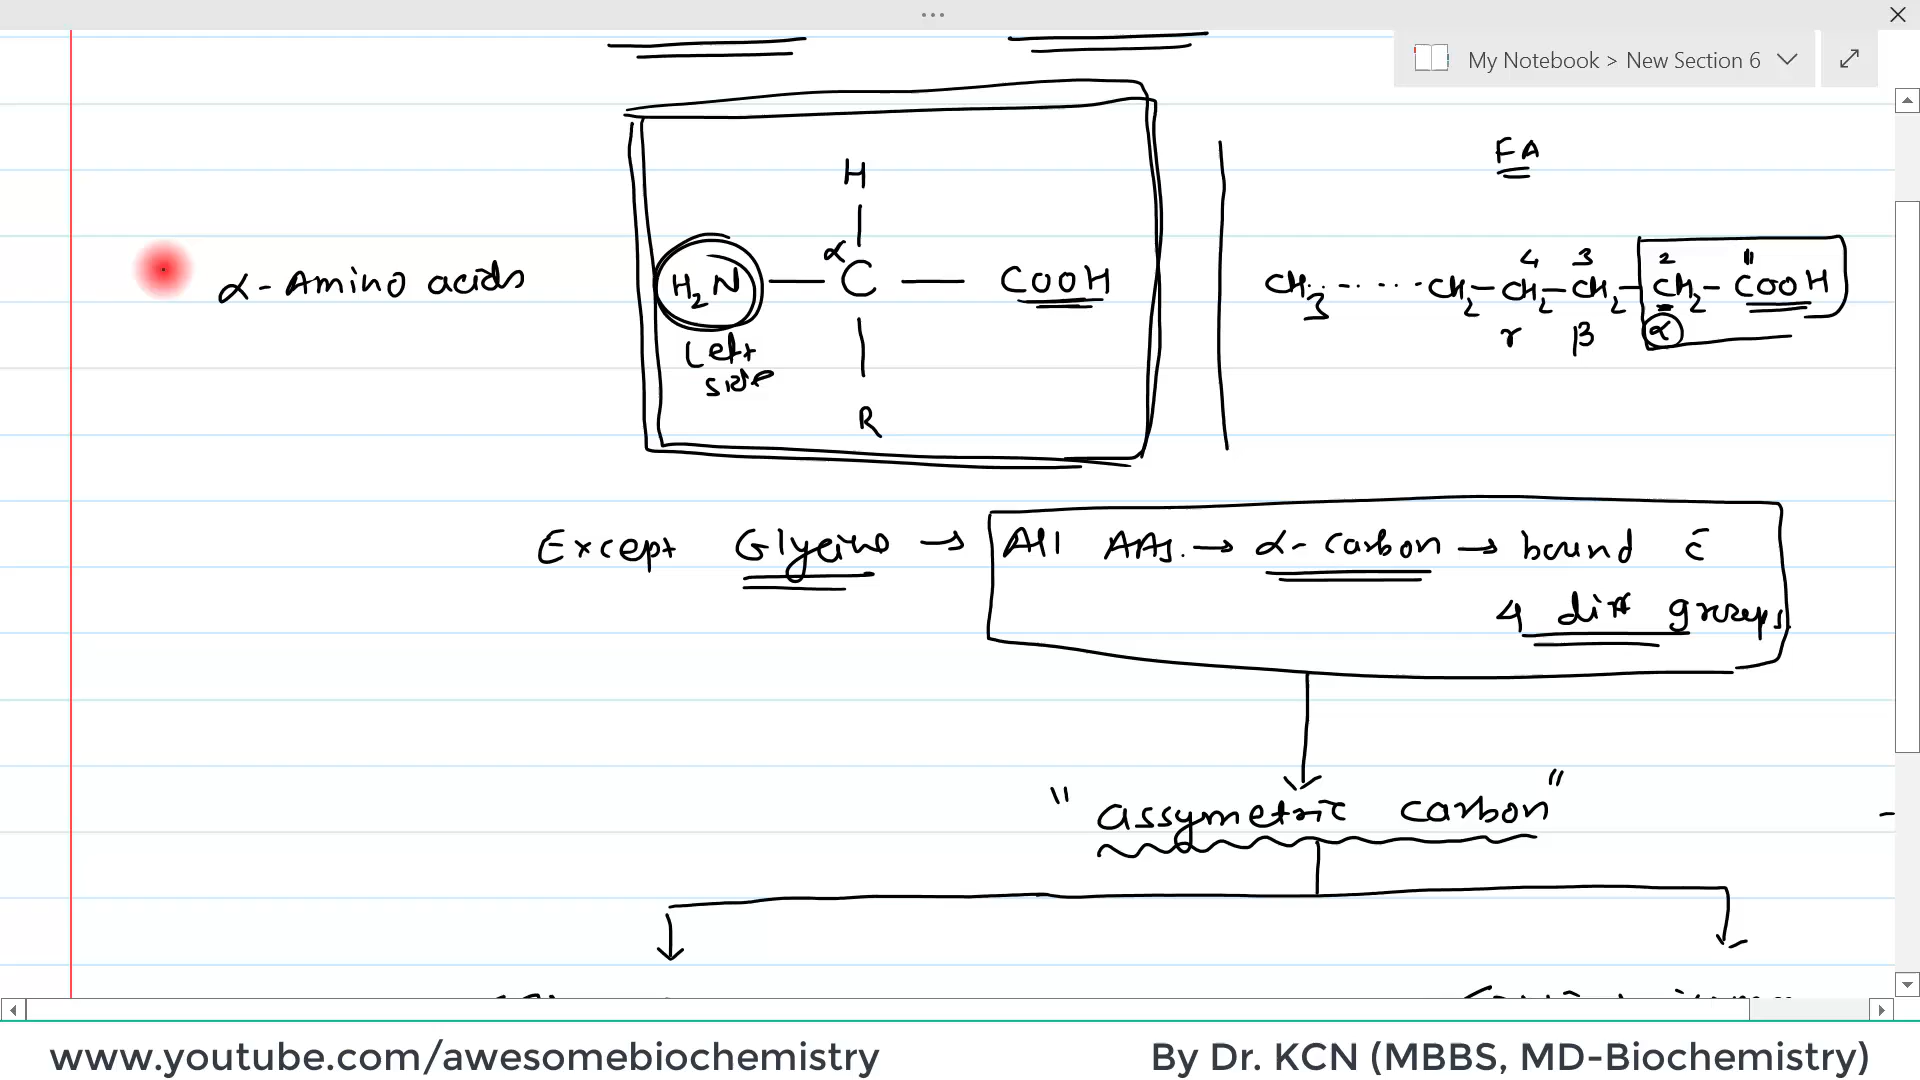 My Notebook > New Section 6
FA
H
α
α- Amino acids
H₂N — C — COOH
Left
side
R
4 3 2 1
CH₃ ...... CH₂ – CH₂ – CH₂ – CH₂ – COOH
γ β α
Except Glycine → All AAs. → α- carbon → bound c̄
4 diff groups
"assymetric carbon"
www.youtube.com/awesomebiochemistry
By Dr. KCN (MBBS, MD-Biochemistry)